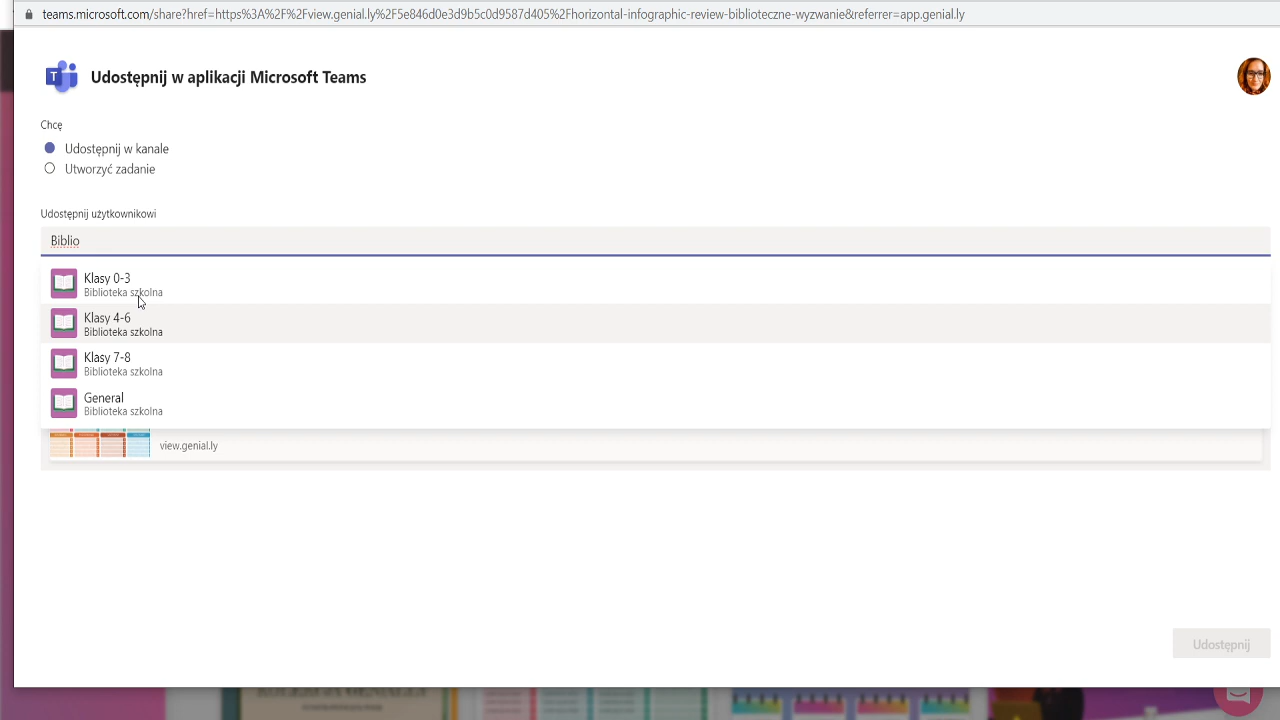 teams.microsoft.com/share?href=https%3A%2F%2Fview.genial.ly%2F5e846d0e3d9b5c0d9587d405%2Fhorizontal-infographic-review-biblioteczne-wyzwanie&referrer=app.genial.ly
T
Udostępnij w aplikacji Microsoft Teams
Chcę
Udostępnij w kanale
Utworzyć zadanie
Udostępnij użytkownikowi
Biblio
Klasy 0-3
Biblioteka szkolna
Klasy 4-6
Biblioteka szkolna
Klasy 7-8
Biblioteka szkolna
General
Biblioteka szkolna
view.genial.ly
Udostępnij